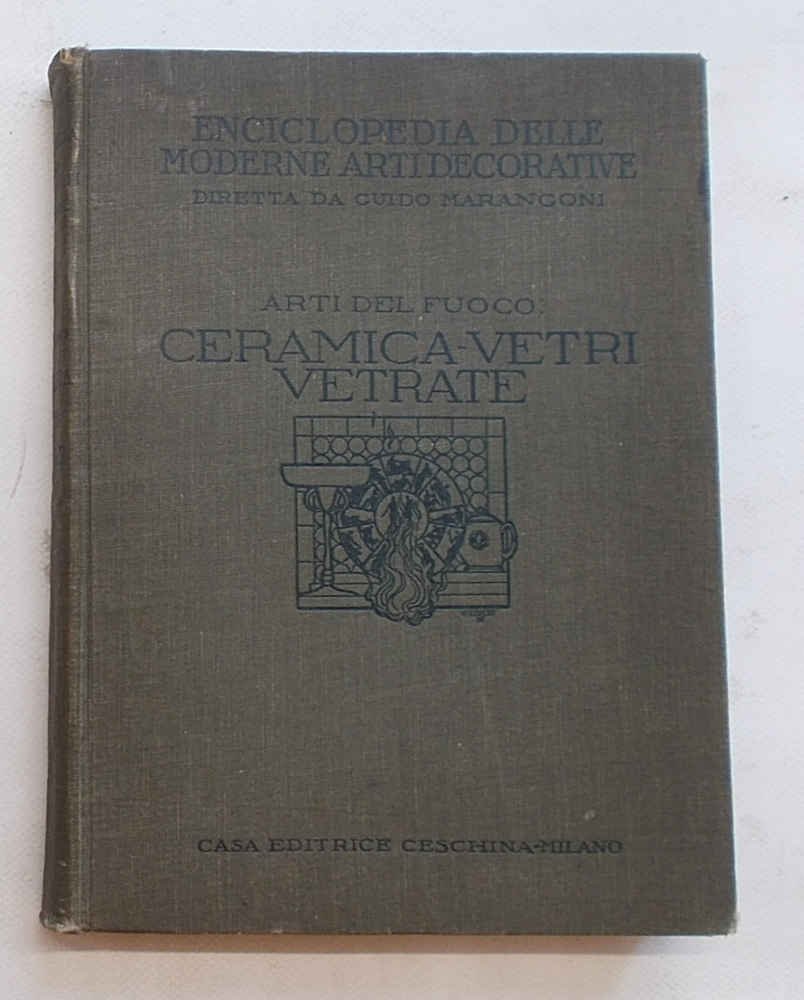 ENCICLOPEDIA DELLE
MODERNE ARTI DECORATIVE
DIRETTA DA GUIDO MARANGONI
ARTI DEL FUOCO:
CERAMICA-VETRI
VETRATE
CASA EDITRICE CESCHINA-MILANO